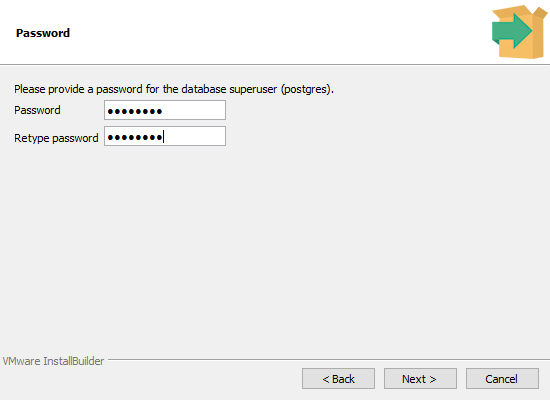 Password
Please provide a password for the database superuser (postgres).
Password ●●●●●●●●
Retype password ●●●●●●●●
VMware InstallBuilder
< Back Next > Cancel